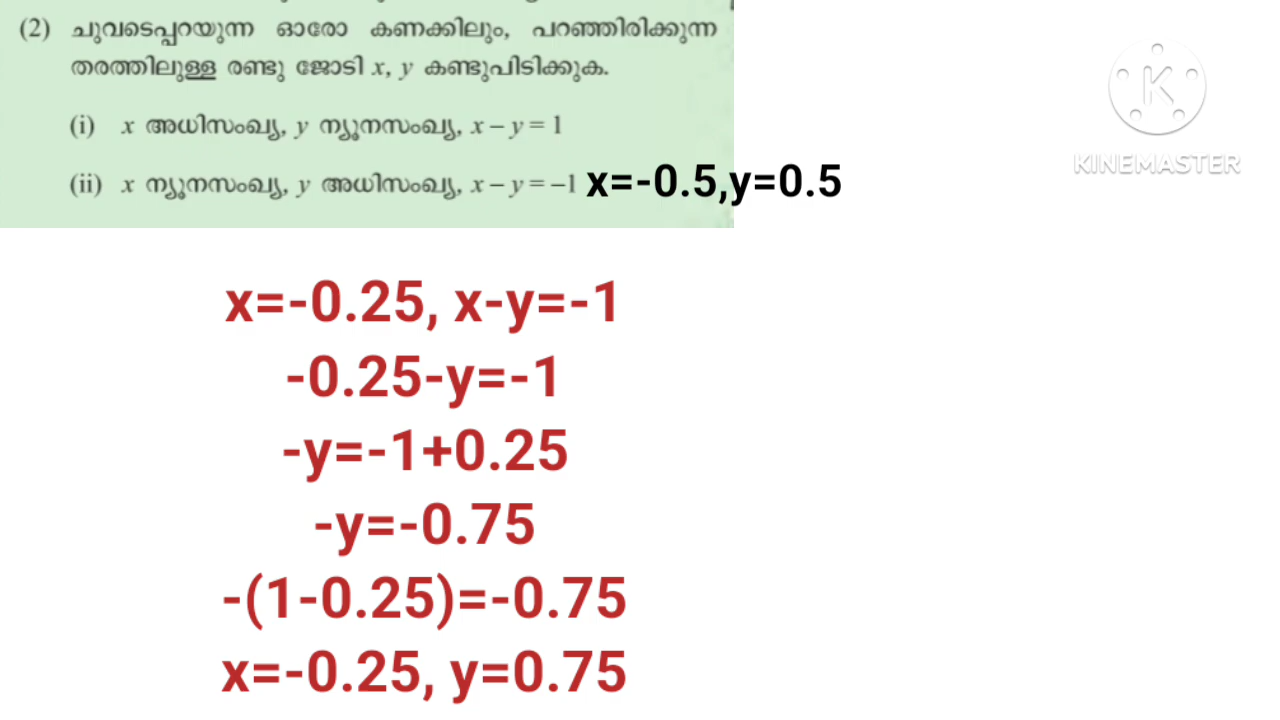 (2) ചുവടെപ്പറയുന്ന ഓരോ കണക്കിലും, പറഞ്ഞിരിക്കുന്ന
തരത്തിലുള്ള രണ്ടു ജോടി x, y കണ്ടുപിടിക്കുക.
(i) x അധിസംഖ്യ, y ന്യൂനസംഖ്യ, x – y = 1
(ii) x ന്യൂനസംഖ്യ, y അധിസംഖ്യ, x – y = –1 x=-0.5,y=0.5
KINEMASTER
x=-0.25, x-y=-1
-0.25-y=-1
-y=-1+0.25
-y=-0.75
-(1-0.25)=-0.75
x=-0.25, y=0.75